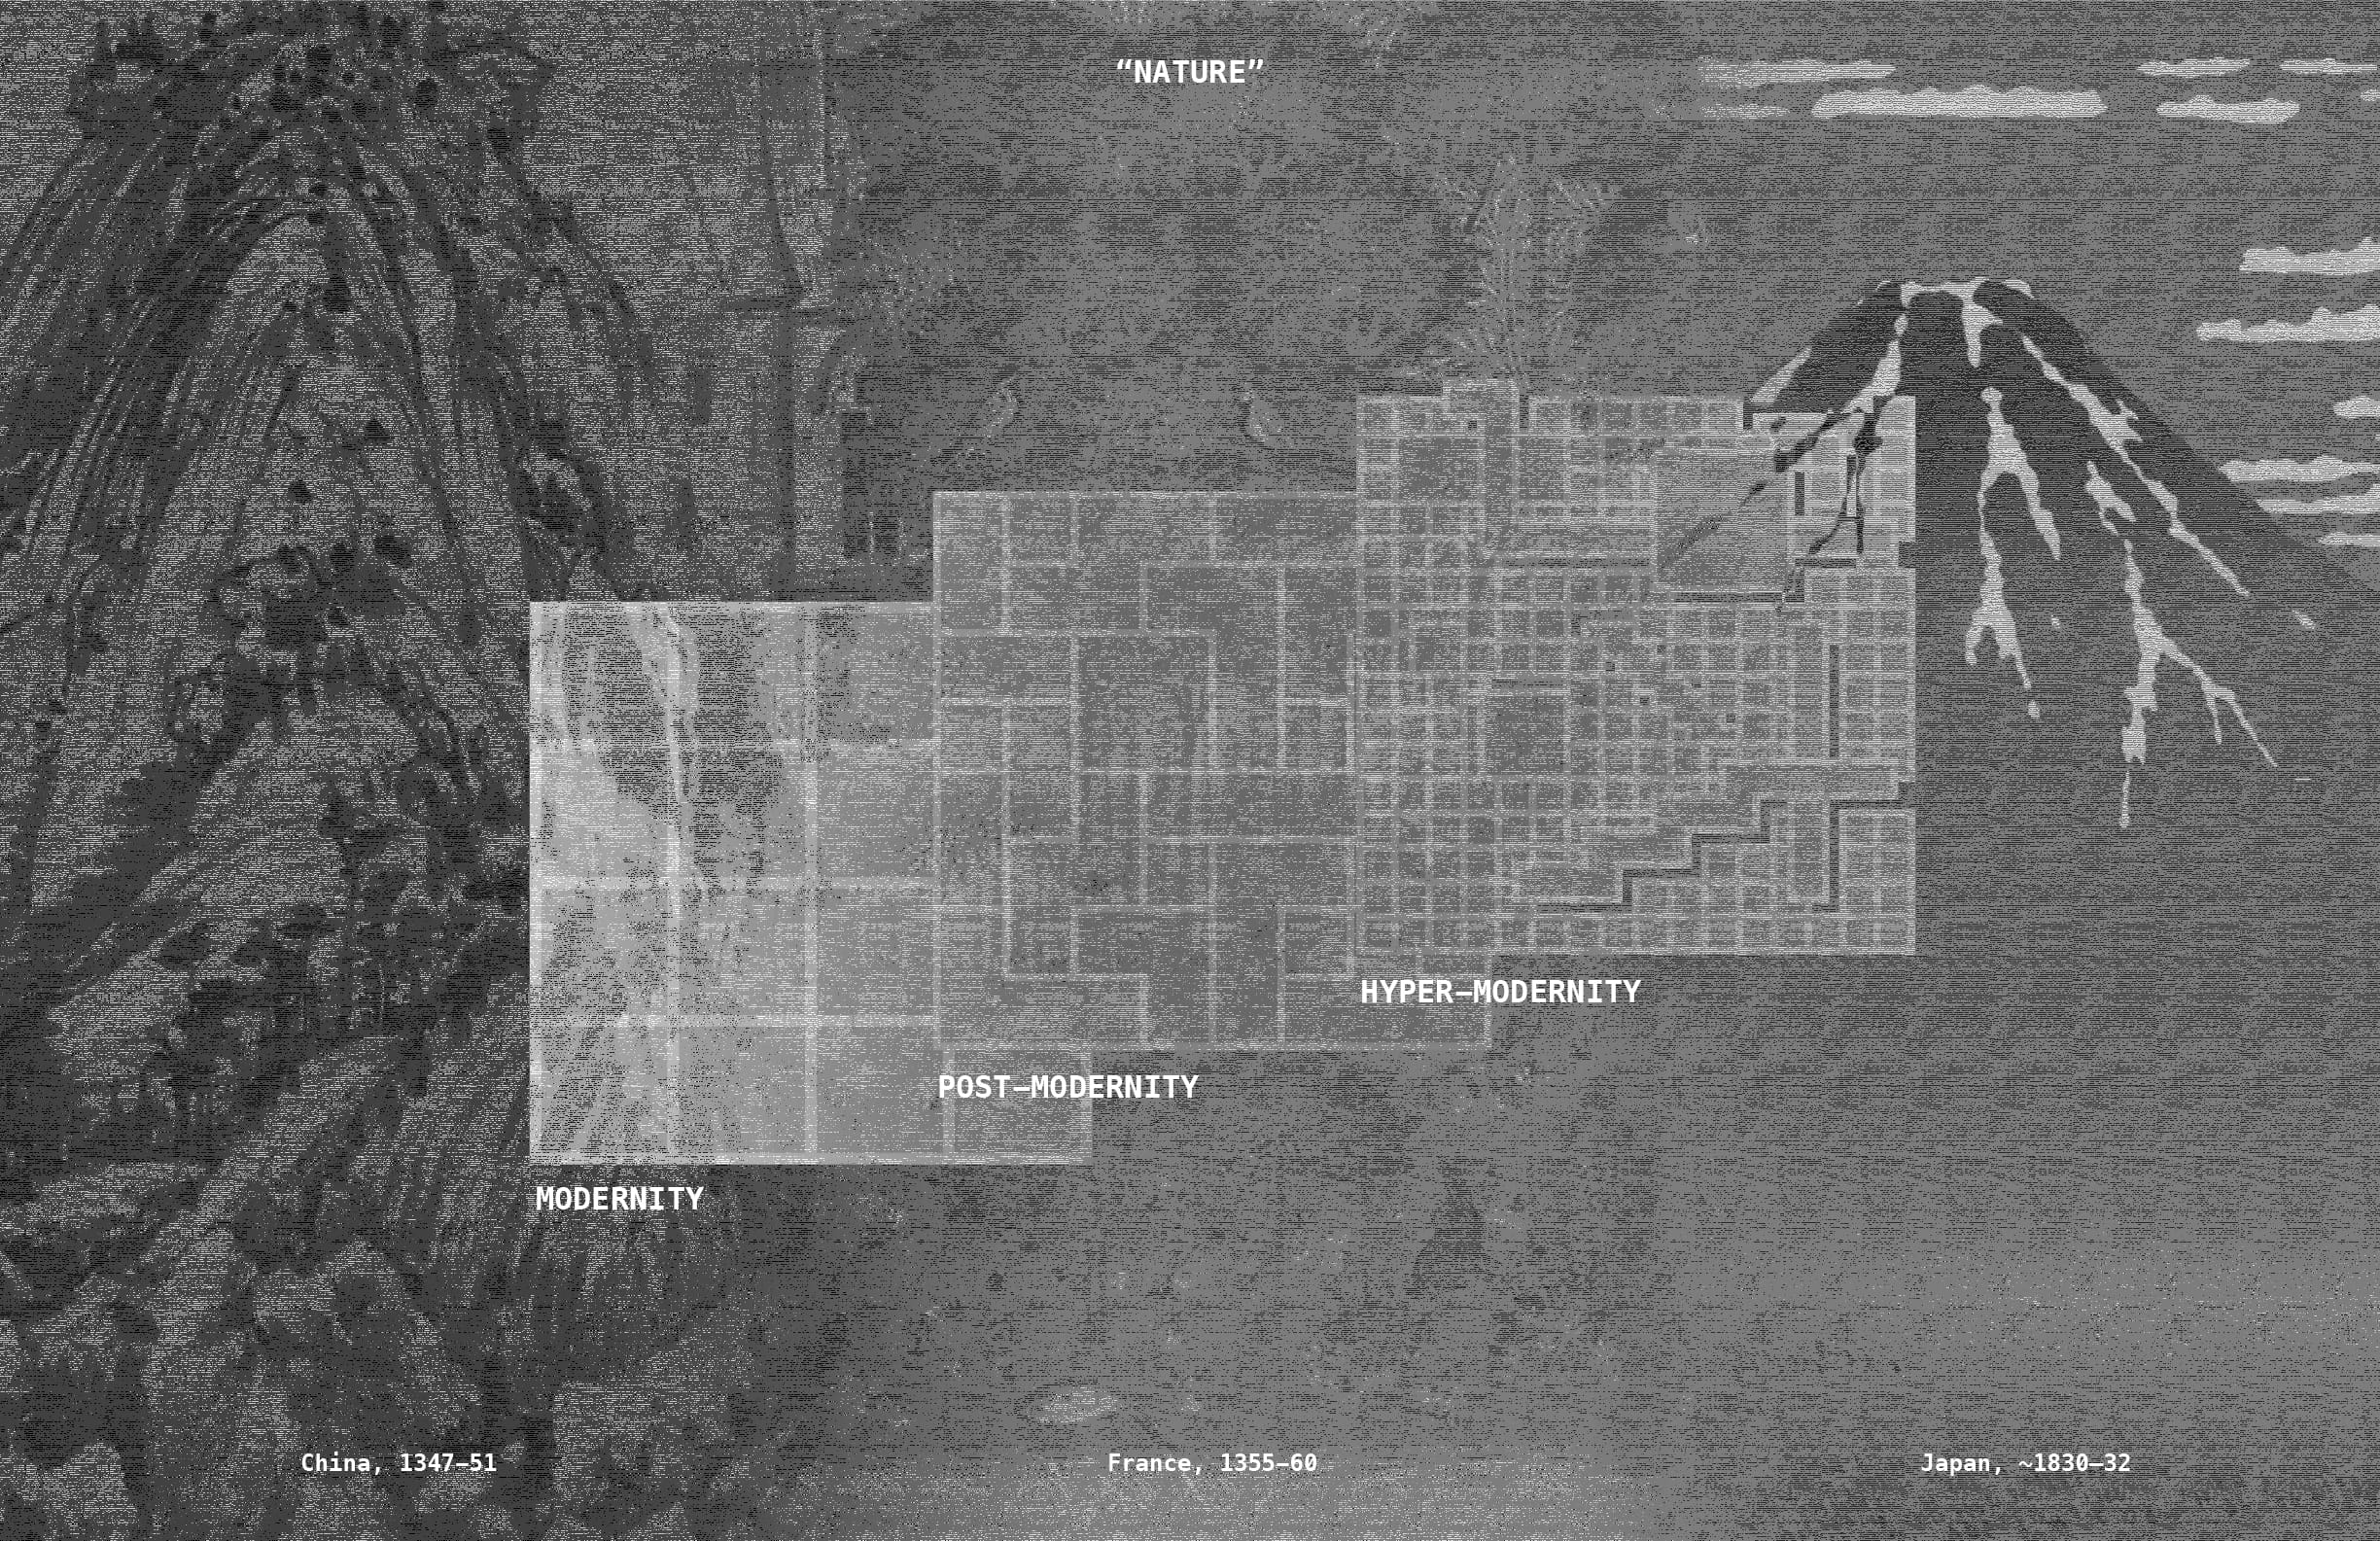 “NATURE”
HYPER–MODERNITY
POST–MODERNITY
MODERNITY
China, 1347–51
France, 1355–60
Japan, ~1830–32